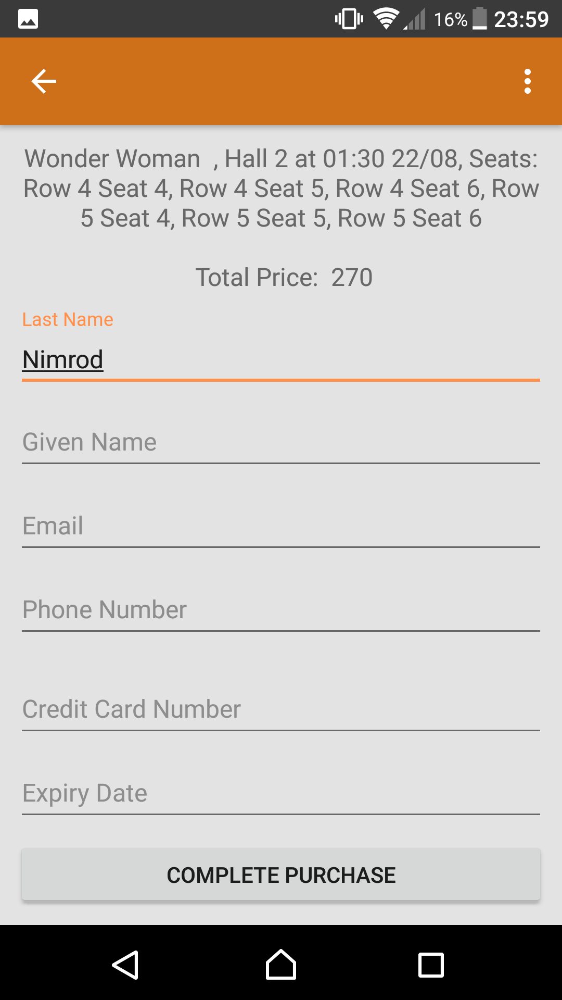 16% 23:59
Wonder Woman  , Hall 2 at 01:30 22/08, Seats:
Row 4 Seat 4, Row 4 Seat 5, Row 4 Seat 6, Row
5 Seat 4, Row 5 Seat 5, Row 5 Seat 6
Total Price:  270
Last Name
Nimrod
Given Name
Email
Phone Number
Credit Card Number
Expiry Date
COMPLETE PURCHASE